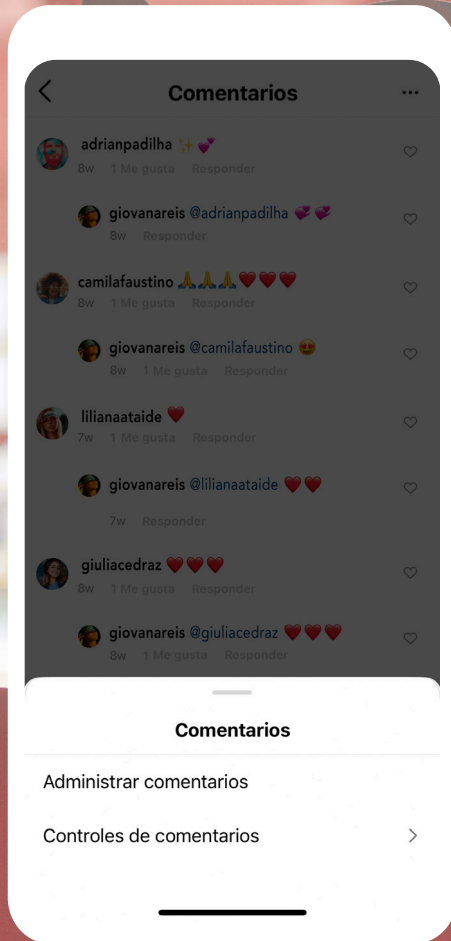 Comentarios
adrianpadilha ✨💕
8w 1 Me gusta Responder
giovanareis @adrianpadilha 💞💞
8w Responder
camilafaustino 🙏🙏🙏❤️❤️❤️
8w 1 Me gusta Responder
giovanareis @camilafaustino 😍
8w 1 Me gusta Responder
lilianaataide ❤️
7w 1 Me gusta Responder
giovanareis @lilianaataide ❤️❤️
7w Responder
giuliacedraz ❤️❤️❤️
8w 1 Me gusta Responder
giovanareis @giuliacedraz ❤️❤️❤️
8w 1 Me gusta Responder
Comentarios
Administrar comentarios
Controles de comentarios